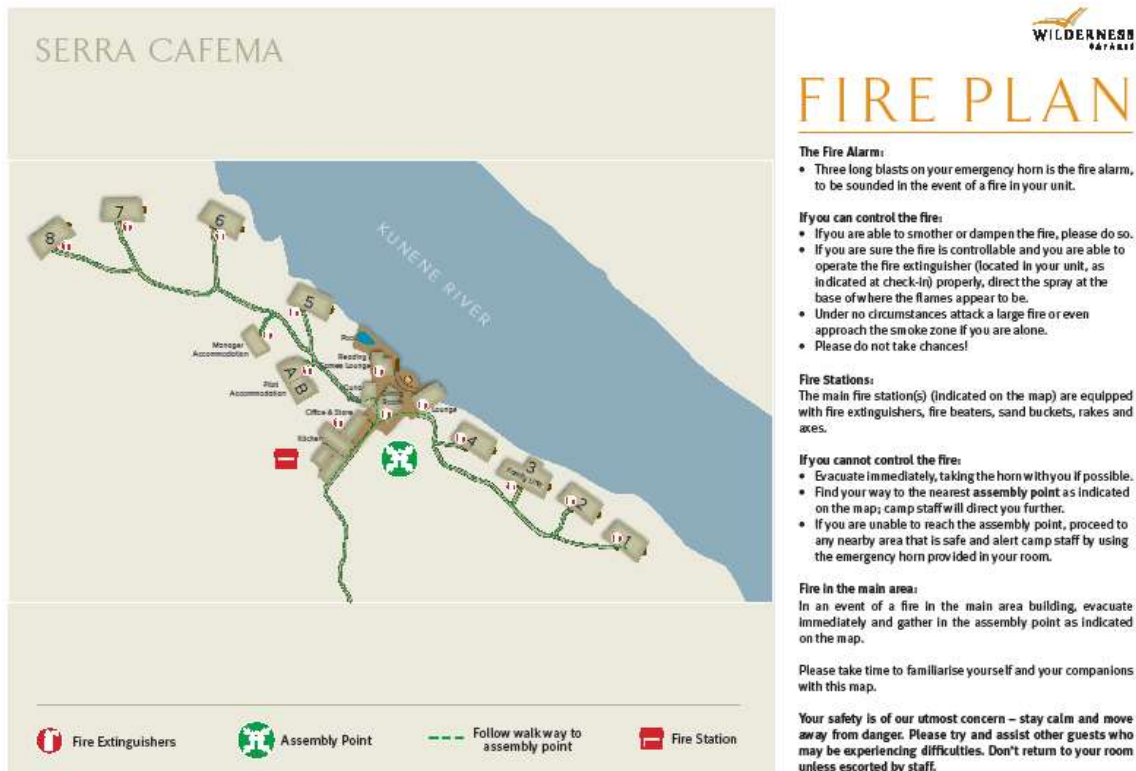 SERRA CAFEMA
WILDERNESS
SAFARIS
FIRE PLAN
The Fire Alarm:
• Three long blasts on your emergency horn is the fire alarm,
to be sounded in the event of a fire in your unit.
If you can control the fire:
• If you are able to smother or dampen the fire, please do so.
• If you are sure the fire is controllable and you are able to
operate the fire extinguisher (located in your unit, as
indicated at check-in) properly, direct the spray at the
base of where the flames appear to be.
• Under no circumstances attack a large fire or even
approach the smoke zone if you are alone.
• Please do not take chances!
Fire Stations:
The main fire station(s) (indicated on the map) are equipped
with fire extinguishers, fire beaters, sand buckets, rakes and
axes.
If you cannot control the fire:
• Evacuate immediately, taking the horn with you if possible.
• Find your way to the nearest assembly point as indicated
on the map; camp staff will direct you further.
• If you are unable to reach the assembly point, proceed to
any nearby area that is safe and alert camp staff by using
the emergency horn provided in your room.
Fire in the main area:
In an event of a fire in the main area building, evacuate
immediately and gather in the assembly point as indicated
on the map.
Please take time to familiarise yourself and your companions
with this map.
Your safety is of our utmost concern – stay calm and move
away from danger. Please try and assist other guests who
may be experiencing difficulties. Don't return to your room
unless escorted by staff.
KUNENE RIVER
8
7
6
5
Manager
Accommodation
A B
Pilot
Accommodation
Reading
Lounge
Office & Store
Kitchen
Lounge
4
3
Family Unit
2
1
Fire Extinguishers
Assembly Point
Follow walkway to
assembly point
Fire Station